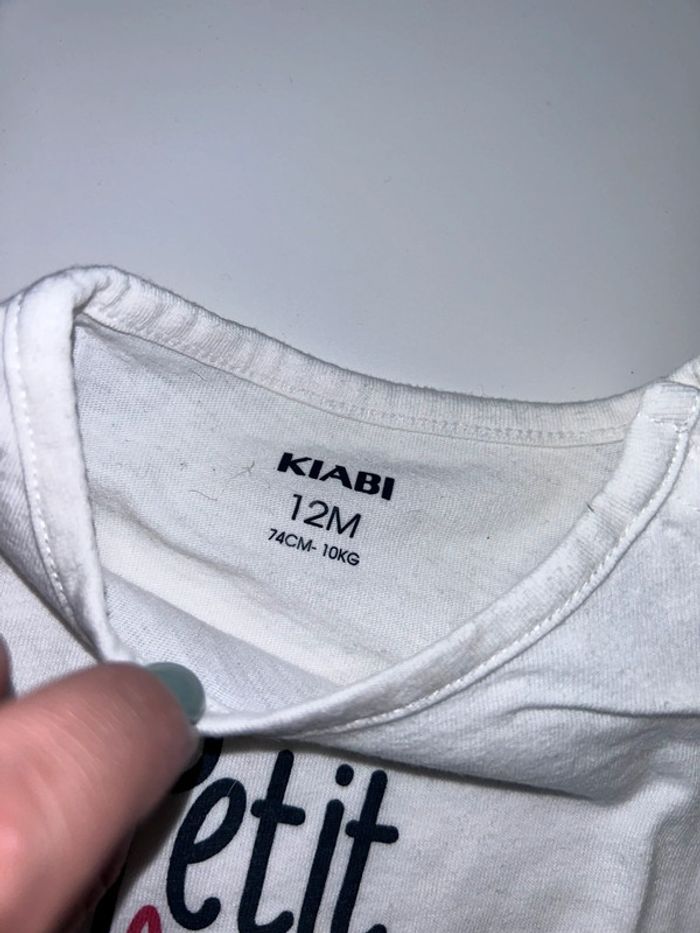 KIABI
12M
74CM- 10KG
etit